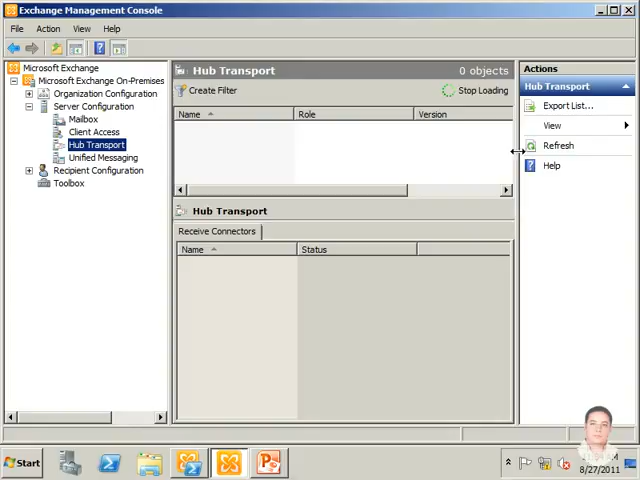 Exchange Management Console
File Action View Help
Microsoft Exchange
Microsoft Exchange On-Premises
Organization Configuration
Server Configuration
Mailbox
Client Access
Hub Transport
Unified Messaging
Recipient Configuration
Toolbox
Hub Transport 0 objects
Create Filter Stop Loading
Name Role Version
Hub Transport
Receive Connectors
Name Status
Actions
Hub Transport
Export List...
View
Refresh
Help
Start
8/27/2011